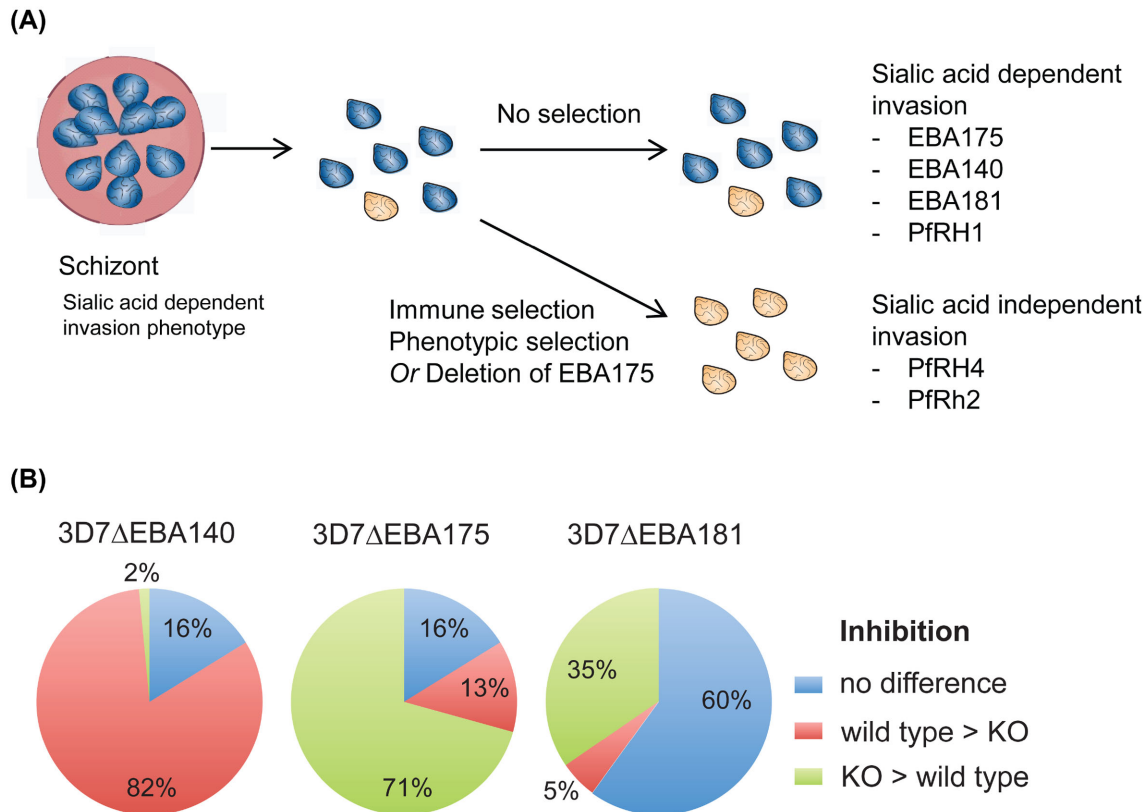 (A)
No selection
Schizont
Sialic acid dependent
invasion phenotype
Immune selection
Phenotypic selection
Or Deletion of EBA175
Sialic acid dependent
invasion
- EBA175
- EBA140
- EBA181
- PfRH1
Sialic acid independent
invasion
- PfRH4
- PfRh2
(B)
3D7ΔEBA140
2%
16%
82%
3D7ΔEBA175
16%
13%
71%
3D7ΔEBA181
35%
60%
5%
Inhibition
no difference
wild type > KO
KO > wild type